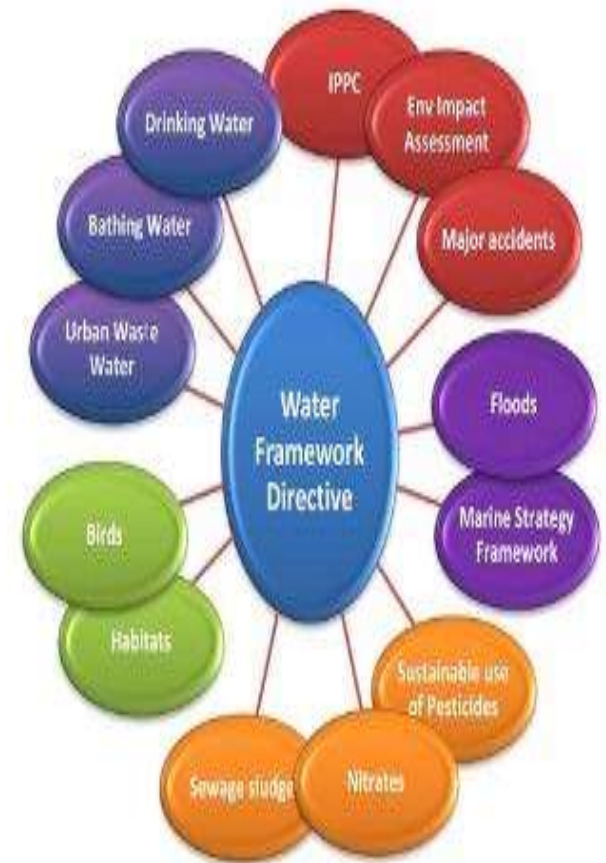 IPPC
Env Impact
Assessment
Major accidents
Floods
Marine Strategy
Framework
Sustainable use
of Pesticides
Nitrates
Sewage sludge
Habitats
Birds
Urban Waste
Water
Bathing Water
Drinking Water
Water
Framework
Directive